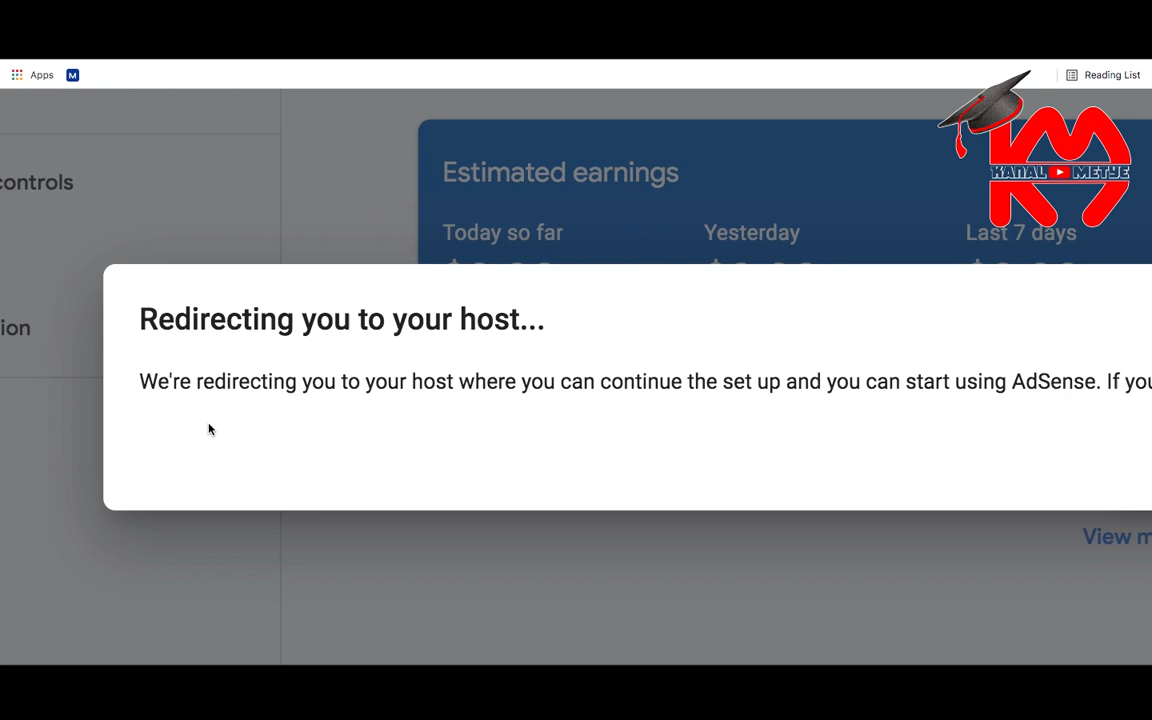 Apps
M
Reading List
controls
Estimated earnings
KANAL METYE
Today so far
Yesterday
Last 7 days
Redirecting you to your host...
tion
We're redirecting you to your host where you can continue the set up and you can start using AdSense. If you
View m